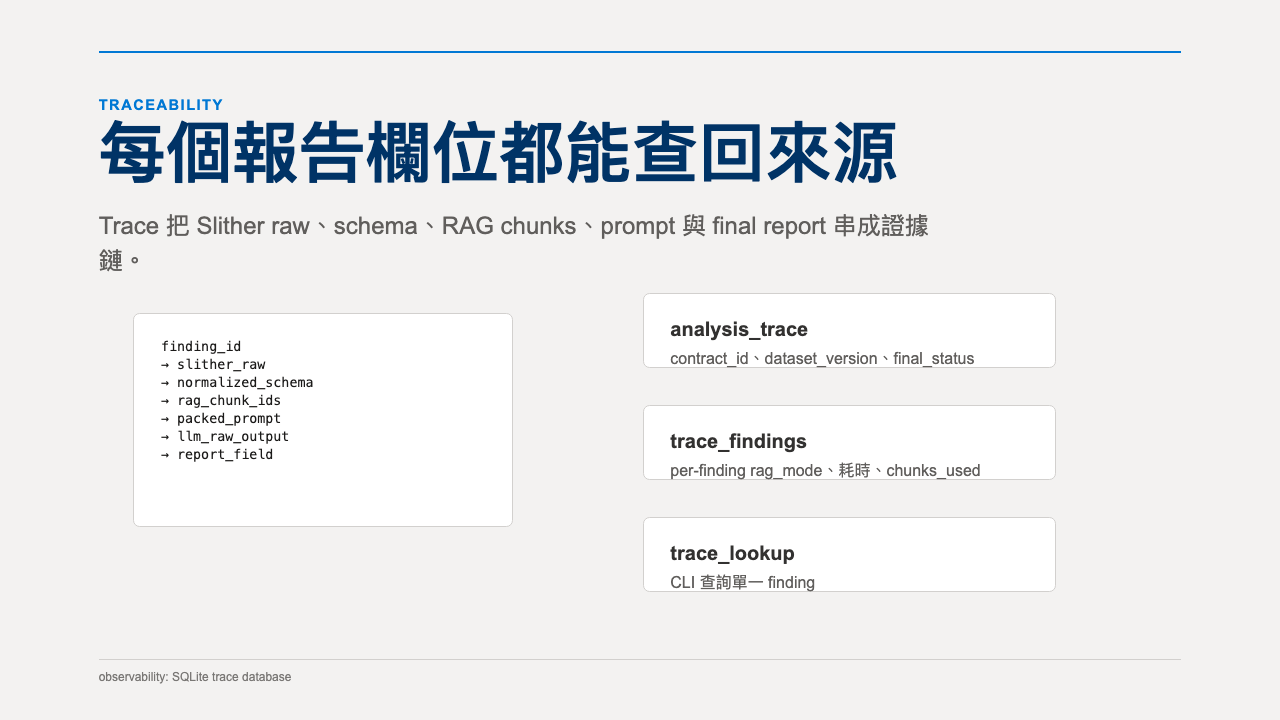 TRACEABILITY
每個報告欄位都能查回來源
Trace 把 Slither raw、schema、RAG chunks、prompt 與 final report 串成證據
鏈。
finding_id
→ slither_raw
→ normalized_schema
→ rag_chunk_ids
→ packed_prompt
→ llm_raw_output
→ report_field
analysis_trace
contract_id、dataset_version、final_status
trace_findings
per-finding rag_mode、耗時、chunks_used
trace_lookup
CLI 查詢單一 finding
observability: SQLite trace database